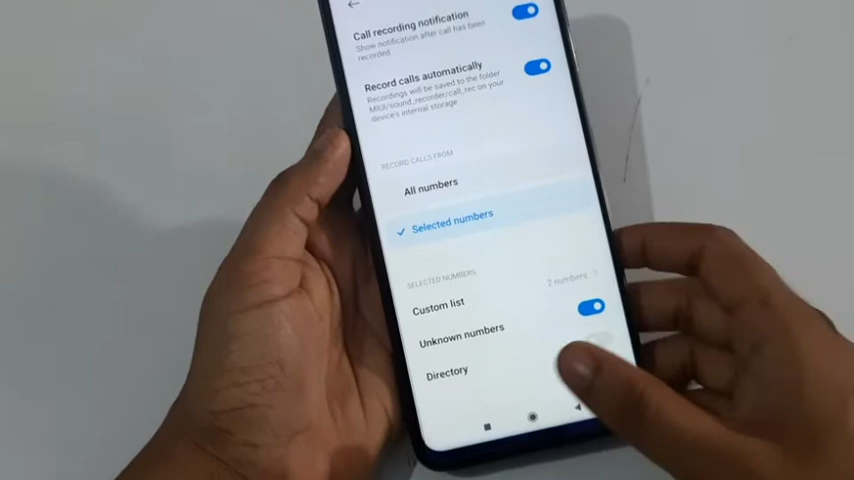 Call recording notification
Show notification after call has been
recorded
Record calls automatically
Recordings will be saved to the folder
MIUI/sound_recorder/call_rec on your
device's internal storage
RECORD CALLS FROM
All numbers
Selected numbers
SELECTED NUMBERS
Custom list 2 numbers
Unknown numbers
Directory